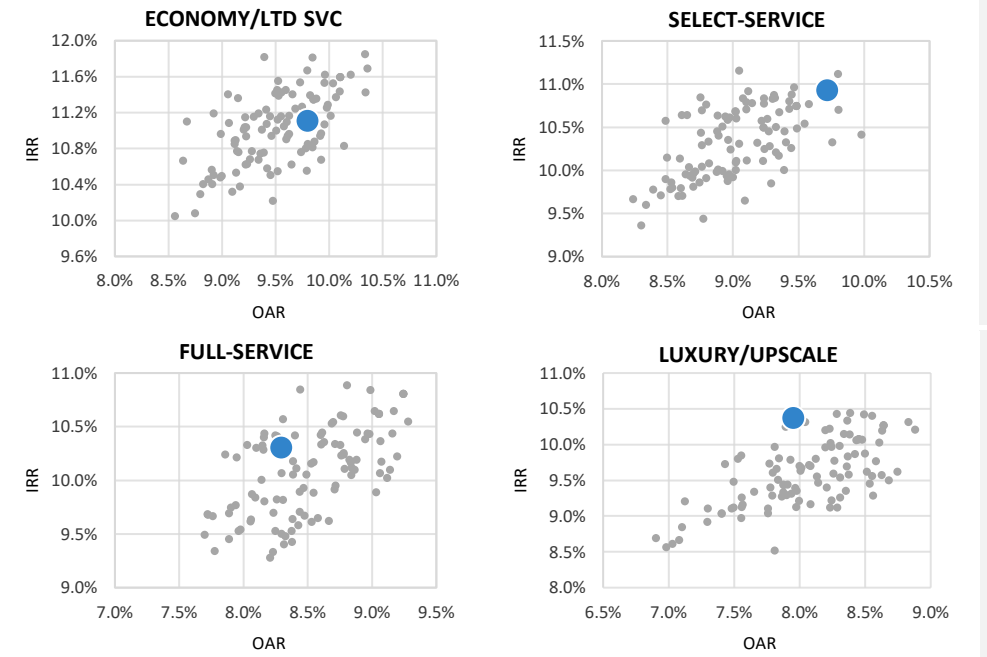 ECONOMY/LTD SVC
12.0%
11.6%
11.2%
10.8%
10.4%
10.0%
9.6%
IRR
8.0% 8.5% 9.0% 9.5% 10.0% 10.5% 11.0%
OAR
SELECT-SERVICE
11.5%
11.0%
10.5%
10.0%
9.5%
9.0%
IRR
8.0% 8.5% 9.0% 9.5% 10.0% 10.5%
OAR
FULL-SERVICE
11.0%
10.5%
10.0%
9.5%
9.0%
IRR
7.0% 7.5% 8.0% 8.5% 9.0% 9.5%
OAR
LUXURY/UPSCALE
11.0%
10.5%
10.0%
9.5%
9.0%
8.5%
8.0%
IRR
6.5% 7.0% 7.5% 8.0% 8.5% 9.0%
OAR